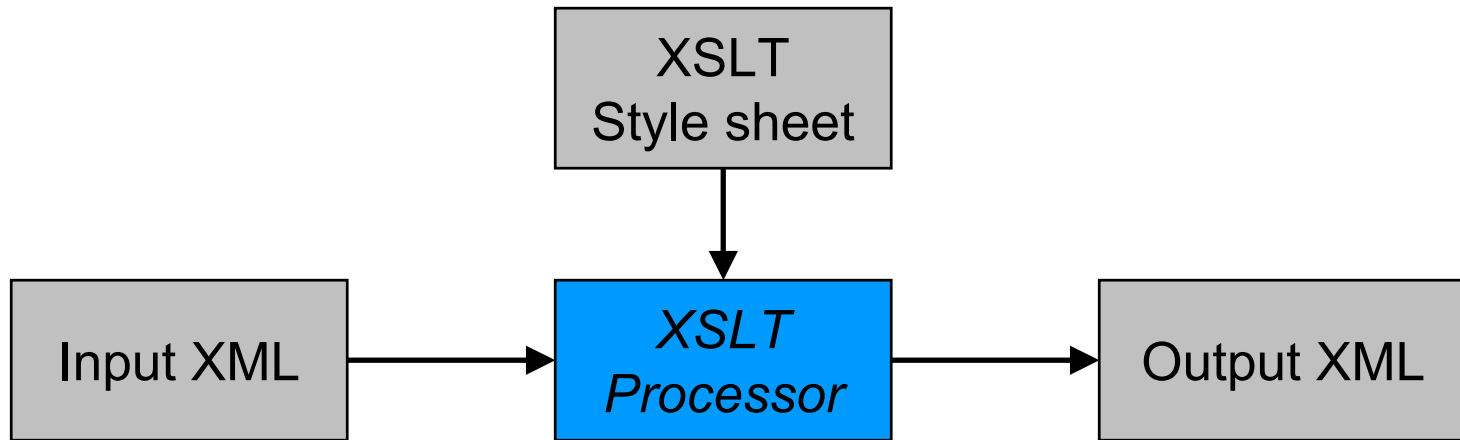 XSLT
Style sheet
Input XML
XSLT
Processor
Output XML